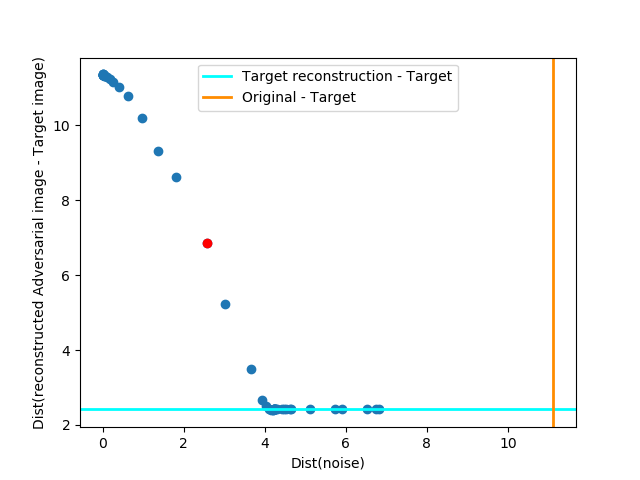 Target reconstruction - Target
Original - Target
Dist(reconstructed Adversarial image - Target image)
10
8
6
4
2
0
2
4
6
8
10
Dist(noise)